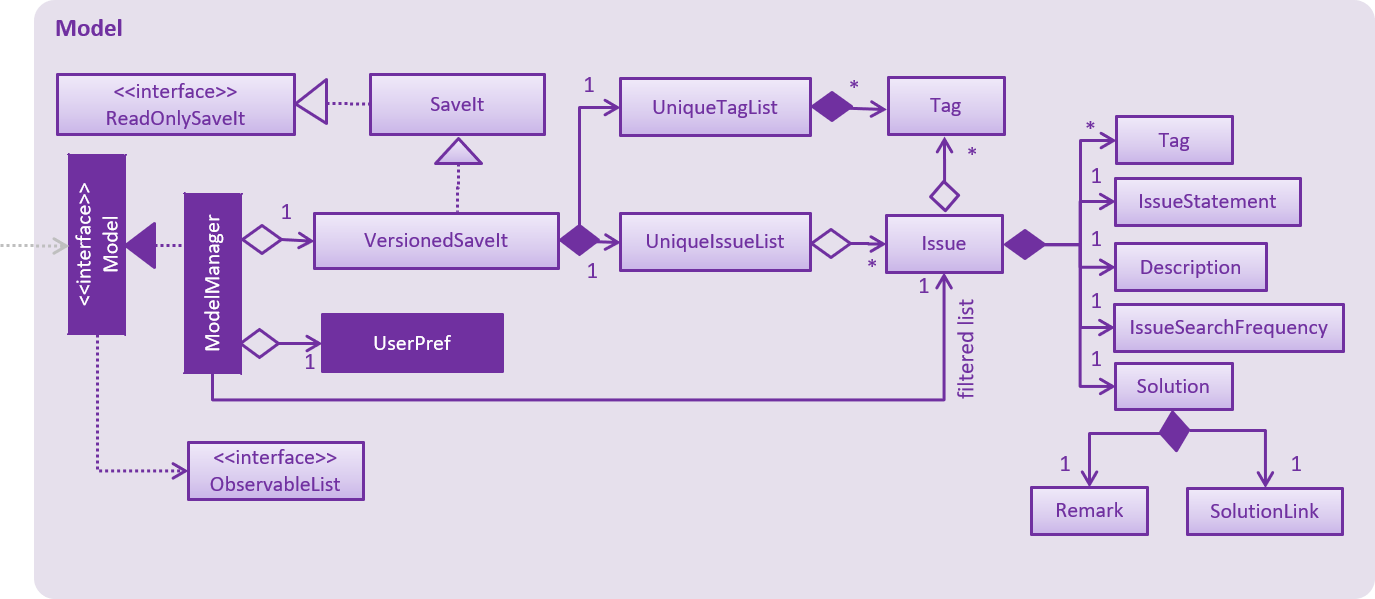 Model
<<interface>>
ReadOnlySaveIt
SaveIt
1
UniqueTagList
*
Tag
*
Tag
<<interface>>
Model
ModelManager
1
VersionedSaveIt
1
UniqueIssueList
*
*
Issue
1
IssueStatement
1
Description
1
IssueSearchFrequency
1
Solution
1
UserPref
1
filtered list
<<interface>>
ObservableList
1
Remark
1
SolutionLink